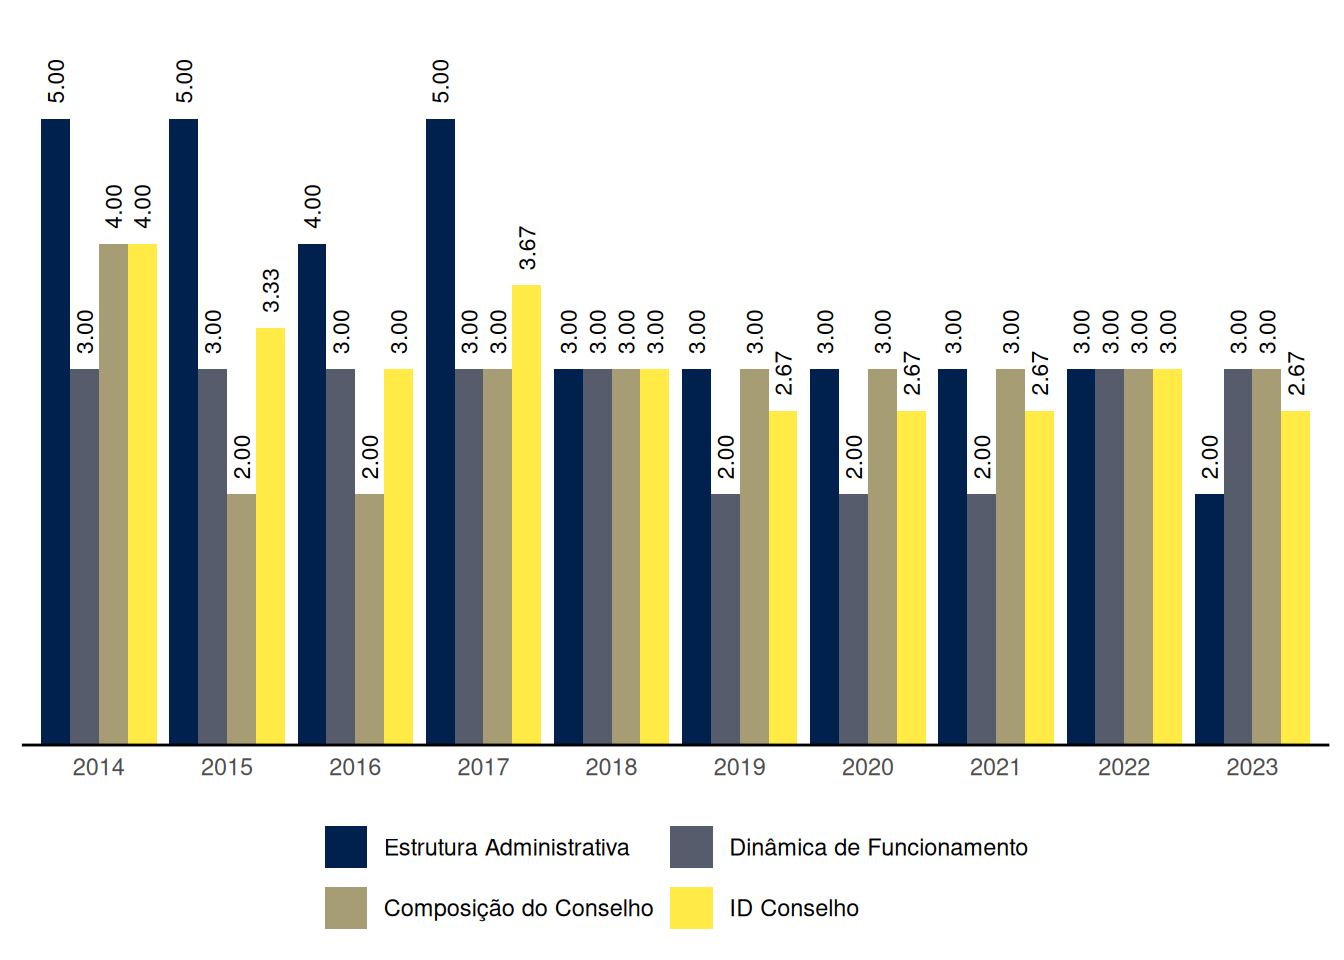 5.00 3.00 4.00 4.00 5.00 3.00 2.00 3.33 4.00 3.00 2.00 3.00 5.00 3.00 3.00 3.67 3.00 3.00 3.00 3.00 3.00 2.00 3.00 2.67 3.00 2.00 3.00 2.67 3.00 2.00 3.00 2.67 3.00 3.00 3.00 3.00 2.00 3.00 3.00 2.67
2014 2015 2016 2017 2018 2019 2020 2021 2022 2023
Estrutura Administrativa Dinâmica de Funcionamento
Composição do Conselho ID Conselho